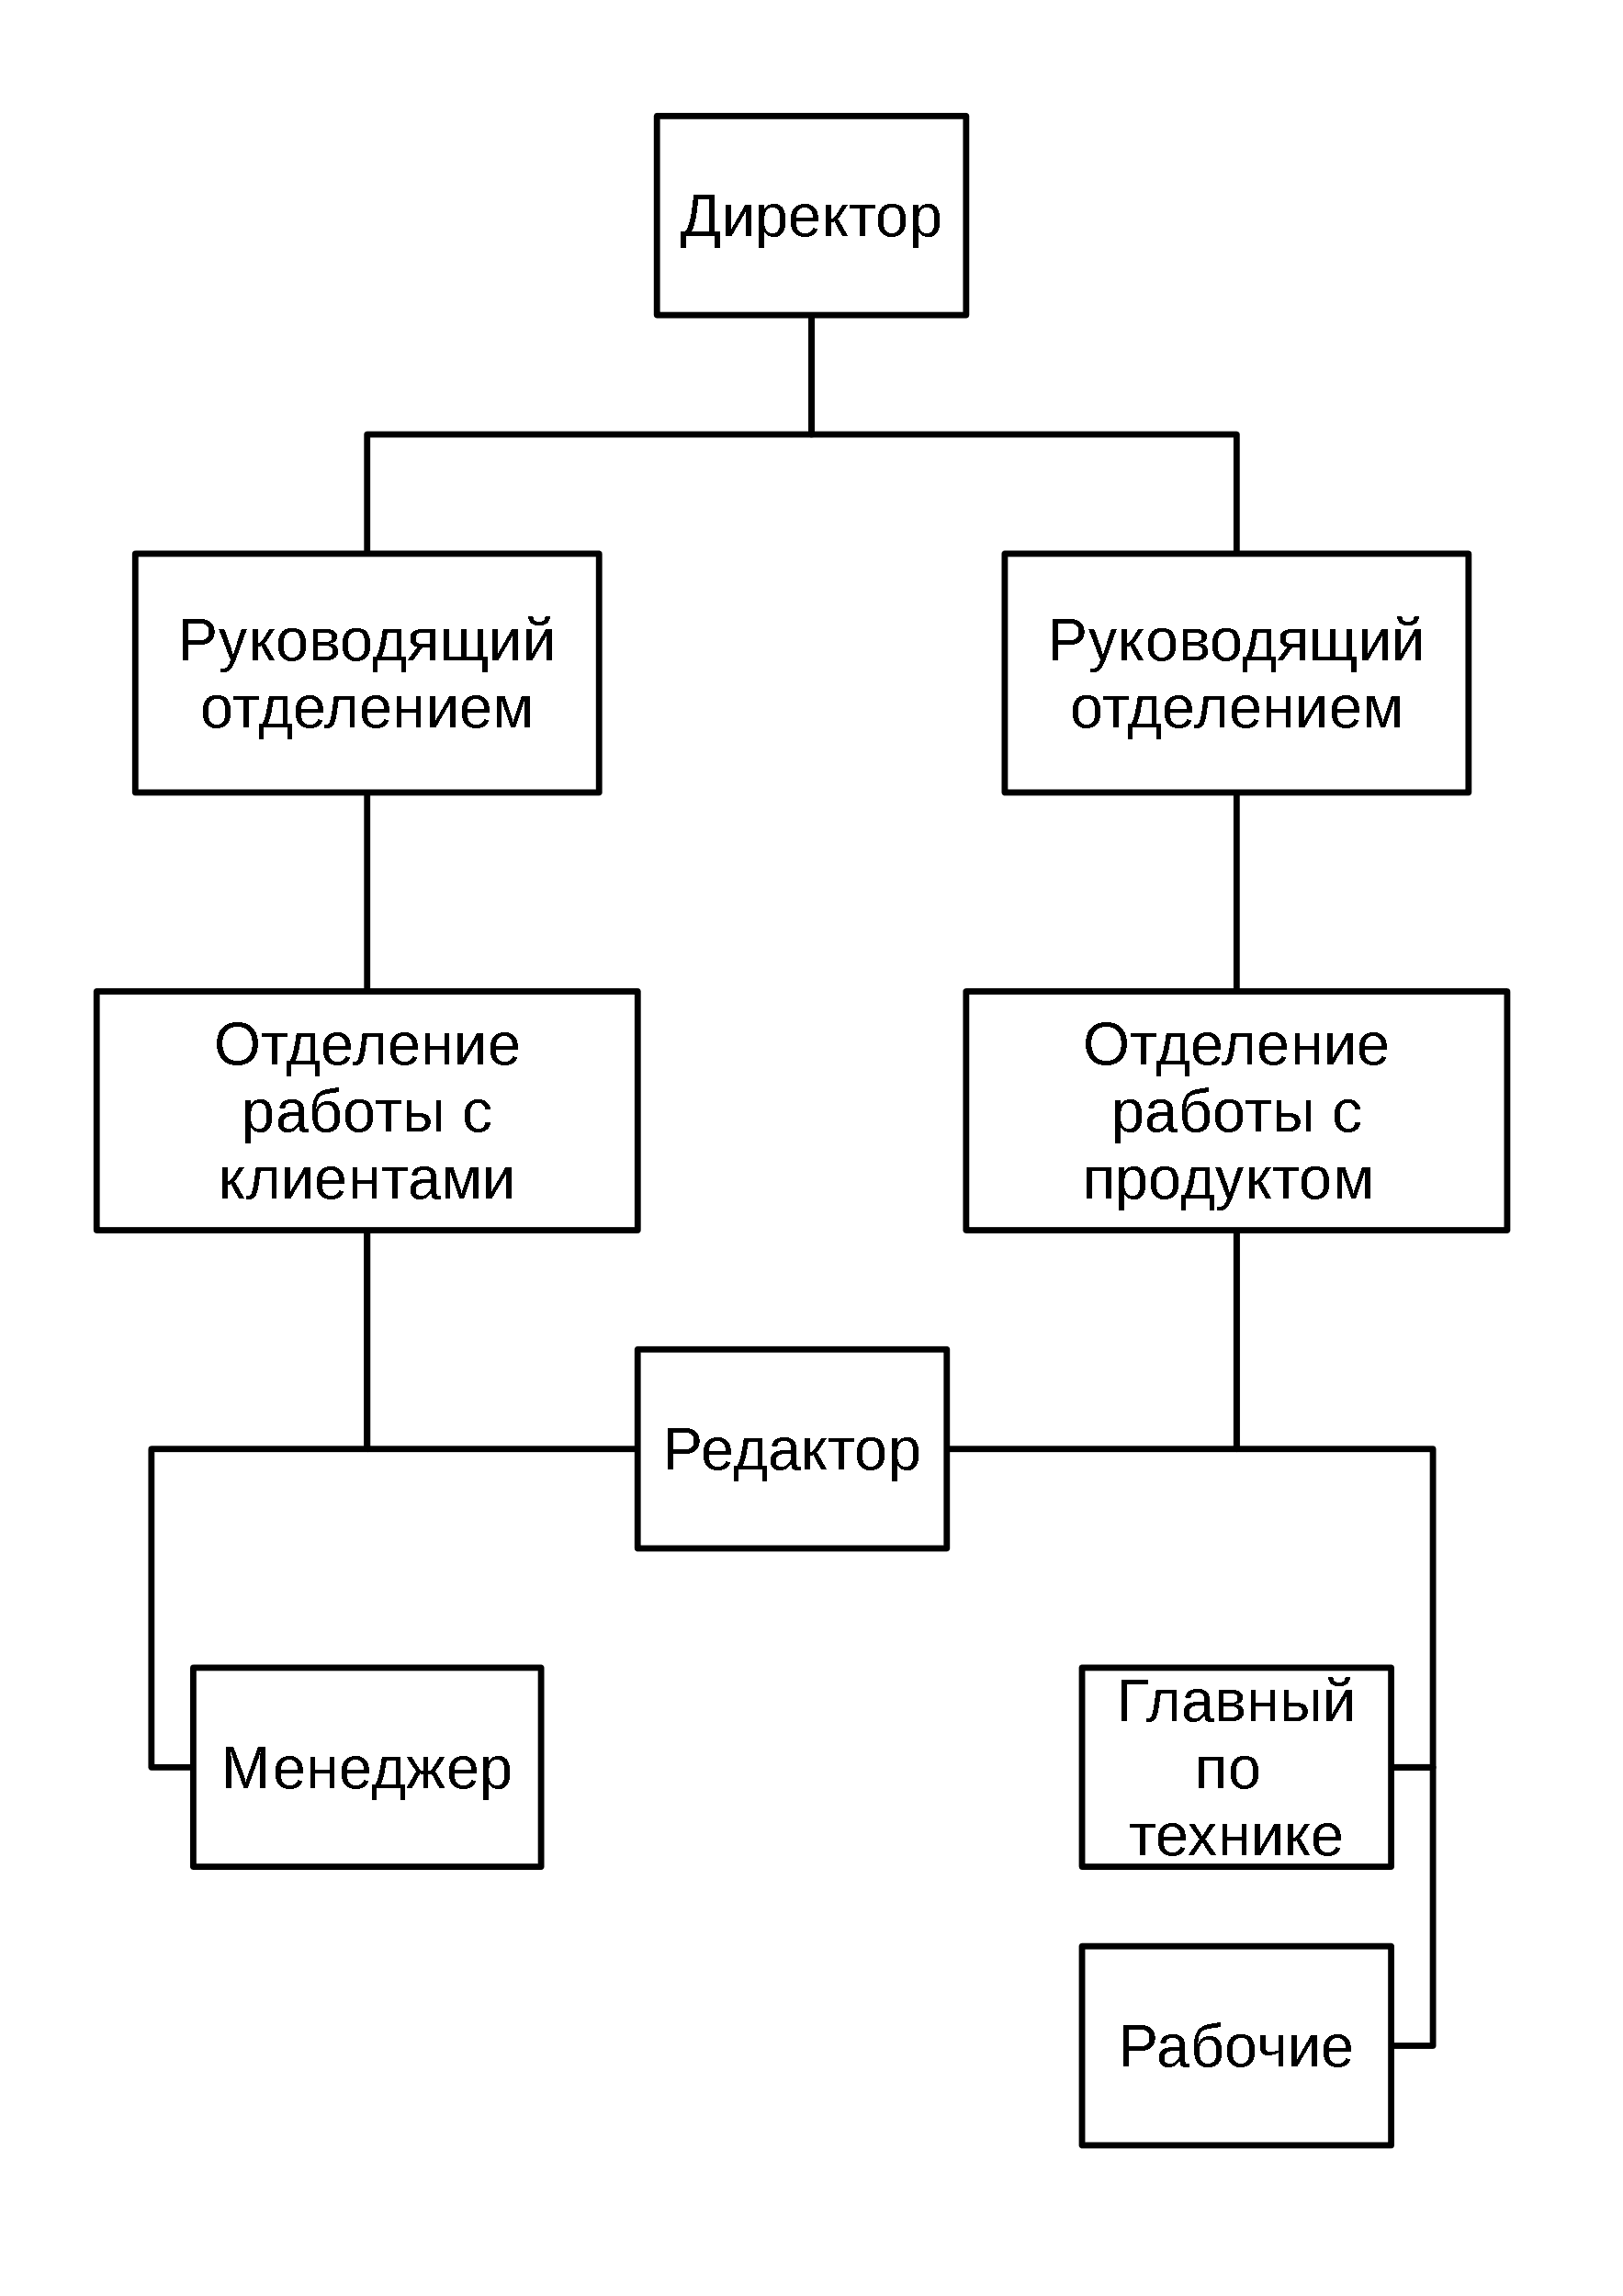 Директор
Руководящий
отделением
Руководящий
отделением
Отделение
работы с
клиентами
Отделение
работы с
продуктом
Редактор
Менеджер
Главный
по
технике
Рабочие